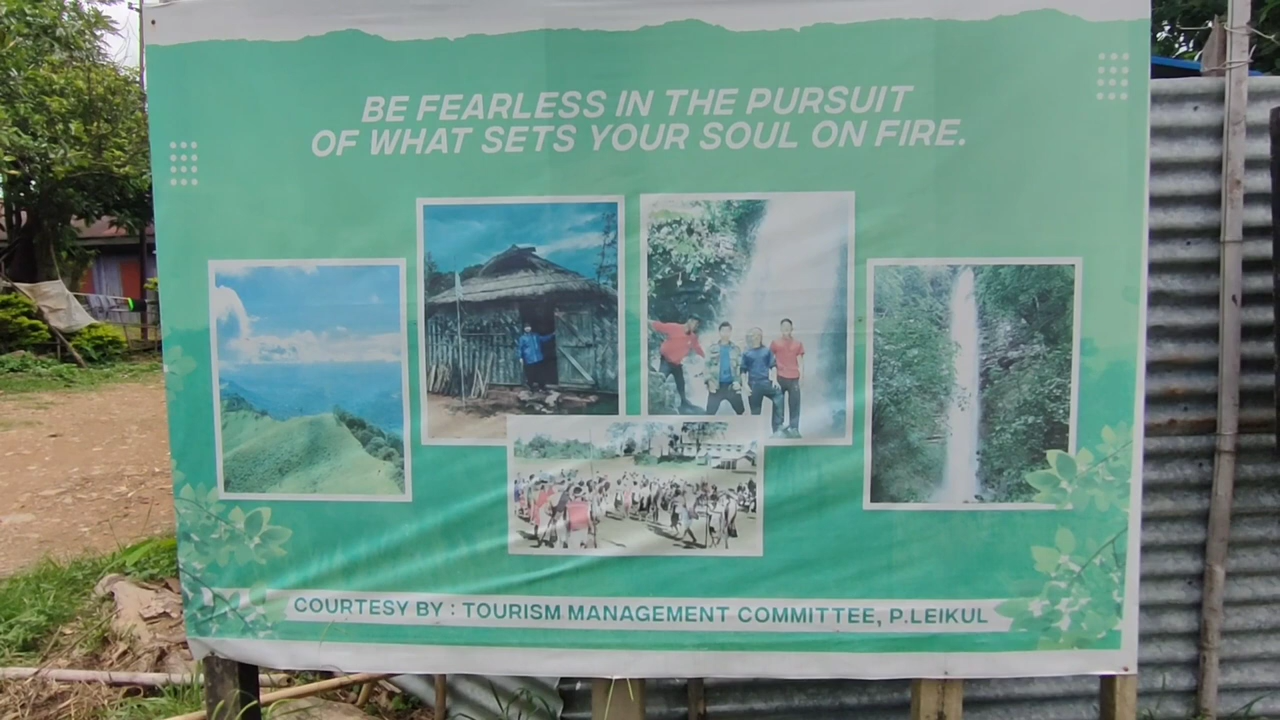 BE FEARLESS IN THE PURSUIT
OF WHAT SETS YOUR SOUL ON FIRE.
COURTESY BY : TOURISM MANAGEMENT COMMITTEE, P.LEIKUL